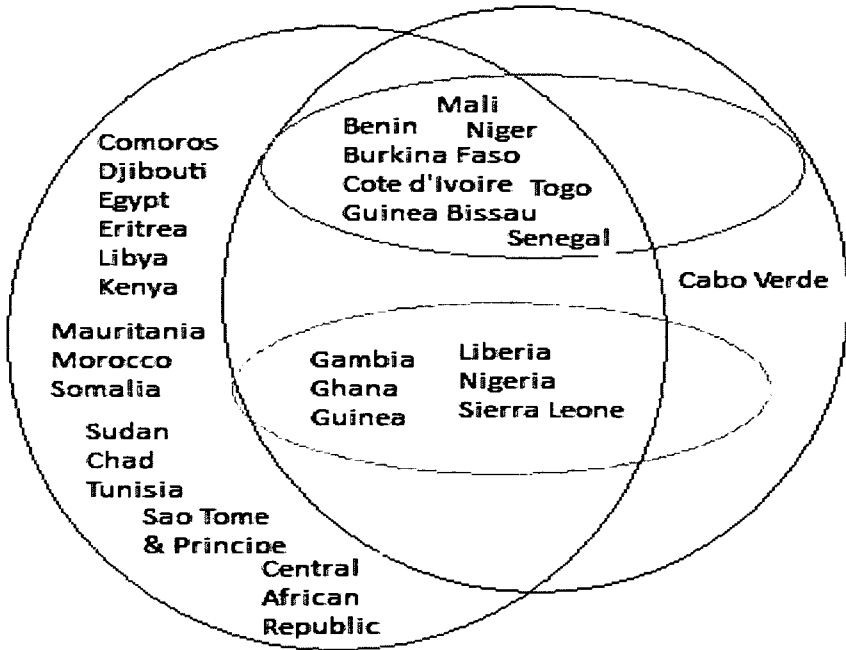 Comoros
Djibouti
Egypt
Eritrea
Libya
Kenya
Mauritania
Morocco
Somalia
Sudan
Chad
Tunisia
Sao Tome
& Principe
Central
African
Republic
Mali
Benin Niger
Burkina Faso
Cote d'Ivoire Togo
Guinea Bissau
Senegal
Gambia
Ghana
Guinea
Liberia
Nigeria
Sierra Leone
Cabo Verde